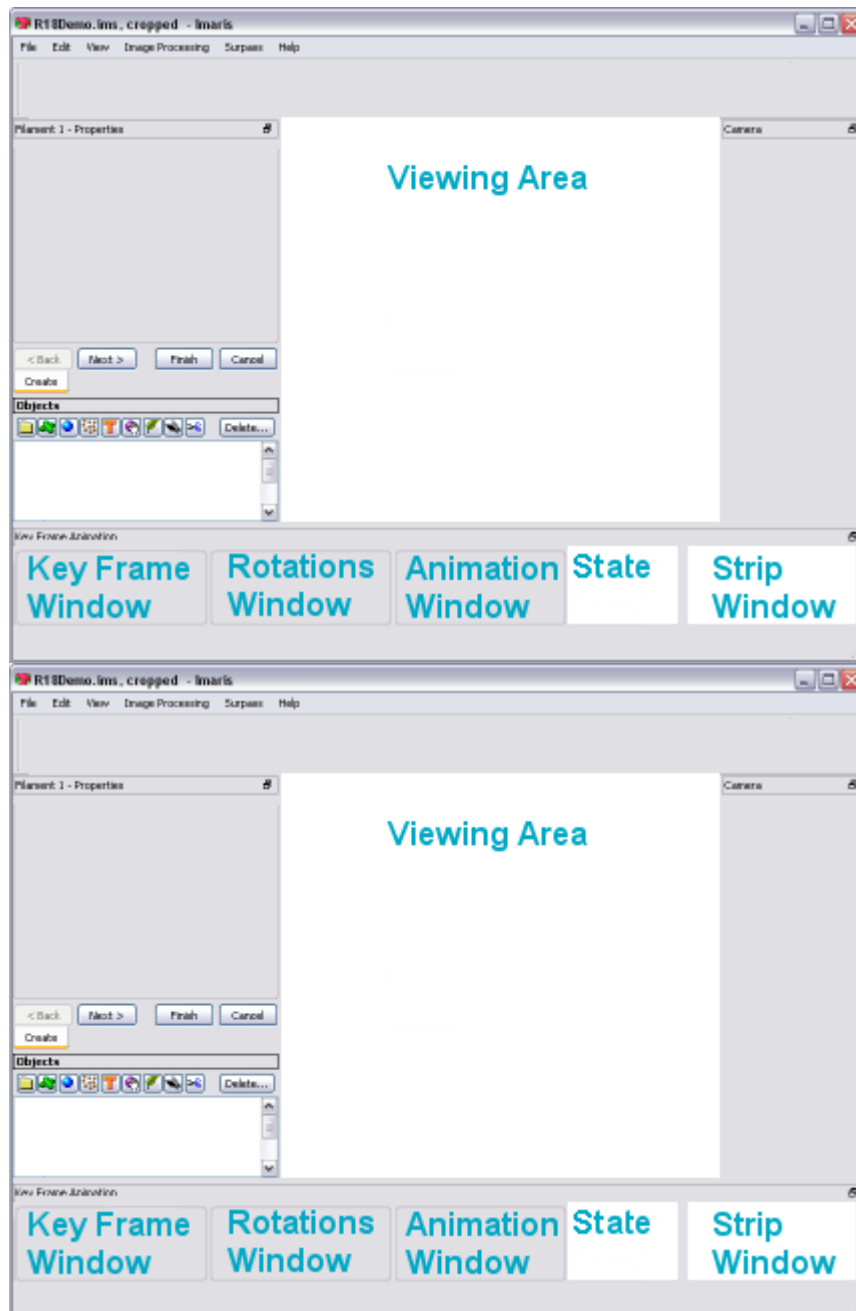 R18Demo.ims, cropped - Imaris
File Edit View Image Processing Surpass Help
Filament 1 - Properties
Camera
Viewing Area
< Back Next > Finish Cancel
Create
Objects
Delete...
Key Frame Animation
Key Frame Window
Rotations Window
Animation Window
State
Strip Window
R18Demo.ims, cropped - Imaris
File Edit View Image Processing Surpass Help
Filament 1 - Properties
Camera
Viewing Area
< Back Next > Finish Cancel
Create
Objects
Delete...
Key Frame Animation
Key Frame Window
Rotations Window
Animation Window
State
Strip Window